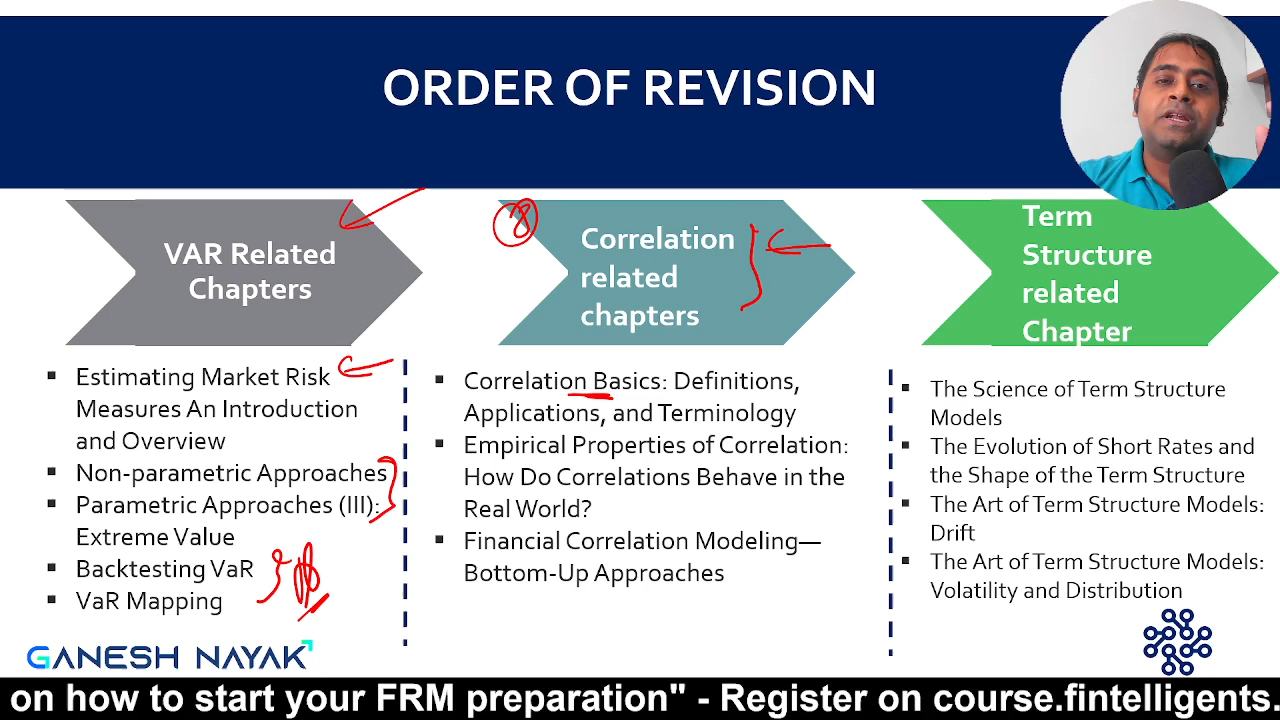 ORDER OF REVISION
VAR Related
Chapters
8
Correlation
related
chapters
Term
Structure
related
Chapter
▪ Estimating Market Risk
Measures An Introduction
and Overview
▪ Non-parametric Approaches
▪ Parametric Approaches (III):
Extreme Value
▪ Backtesting VaR
▪ VaR Mapping
▪ Correlation Basics: Definitions,
Applications, and Terminology
▪ Empirical Properties of Correlation:
How Do Correlations Behave in the
Real World?
▪ Financial Correlation Modeling—
Bottom-Up Approaches
▪ The Science of Term Structure
Models
▪ The Evolution of Short Rates and
the Shape of the Term Structure
▪ The Art of Term Structure Models:
Drift
▪ The Art of Term Structure Models:
Volatility and Distribution
GANESH NAYAK
on how to start your FRM preparation" - Register on course.fintelligents.